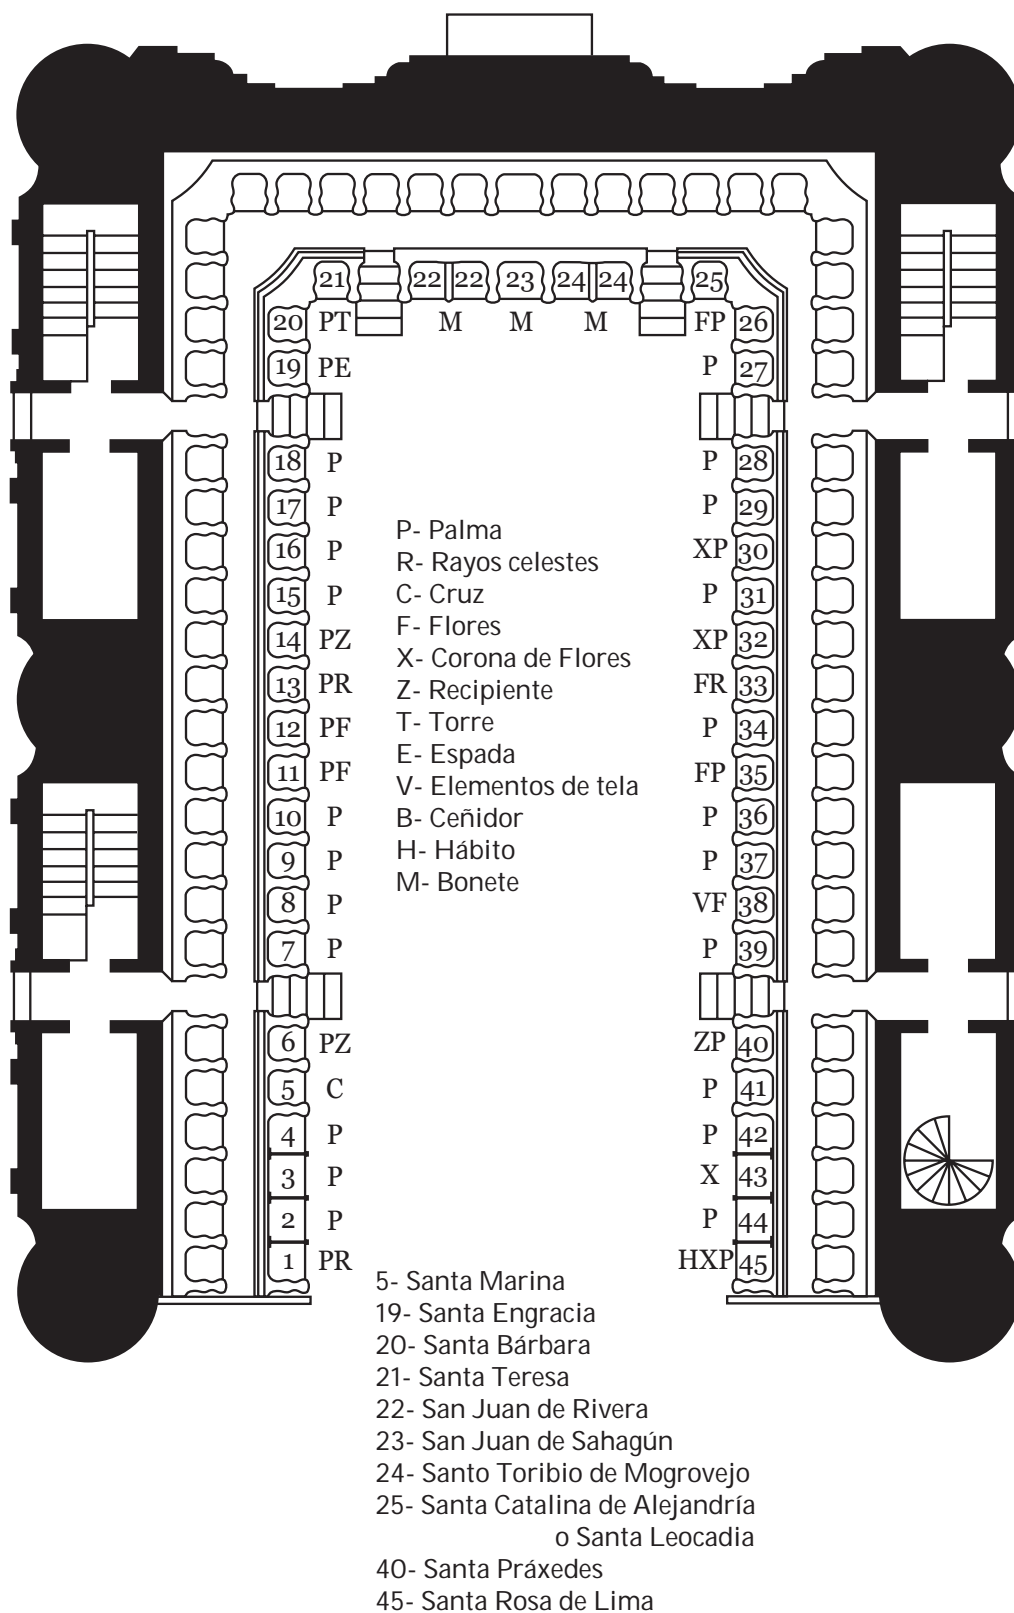 21 22 22 23 24 24 25
20 PT M M M FP 26
19 PE P 27
18 P P 28
17 P P 29
16 P XP 30
15 P P 31
14 PZ XP 32
13 PR FR 33
12 PF P 34
11 PF FP 35
10 P P 36
9 P P 37
8 P VF 38
7 P P 39
6 PZ ZP 40
5 C P 41
4 P P 42
3 P X 43
2 P P 44
1 PR HXP 45
P- Palma
R- Rayos celestes
C- Cruz
F- Flores
X- Corona de Flores
Z- Recipiente
T- Torre
E- Espada
V- Elementos de tela
B- Ceñidor
H- Hábito
M- Bonete
5- Santa Marina
19- Santa Engracia
20- Santa Bárbara
21- Santa Teresa
22- San Juan de Rivera
23- San Juan de Sahagún
24- Santo Toribio de Mogrovejo
25- Santa Catalina de Alejandría
o Santa Leocadia
40- Santa Práxedes
45- Santa Rosa de Lima